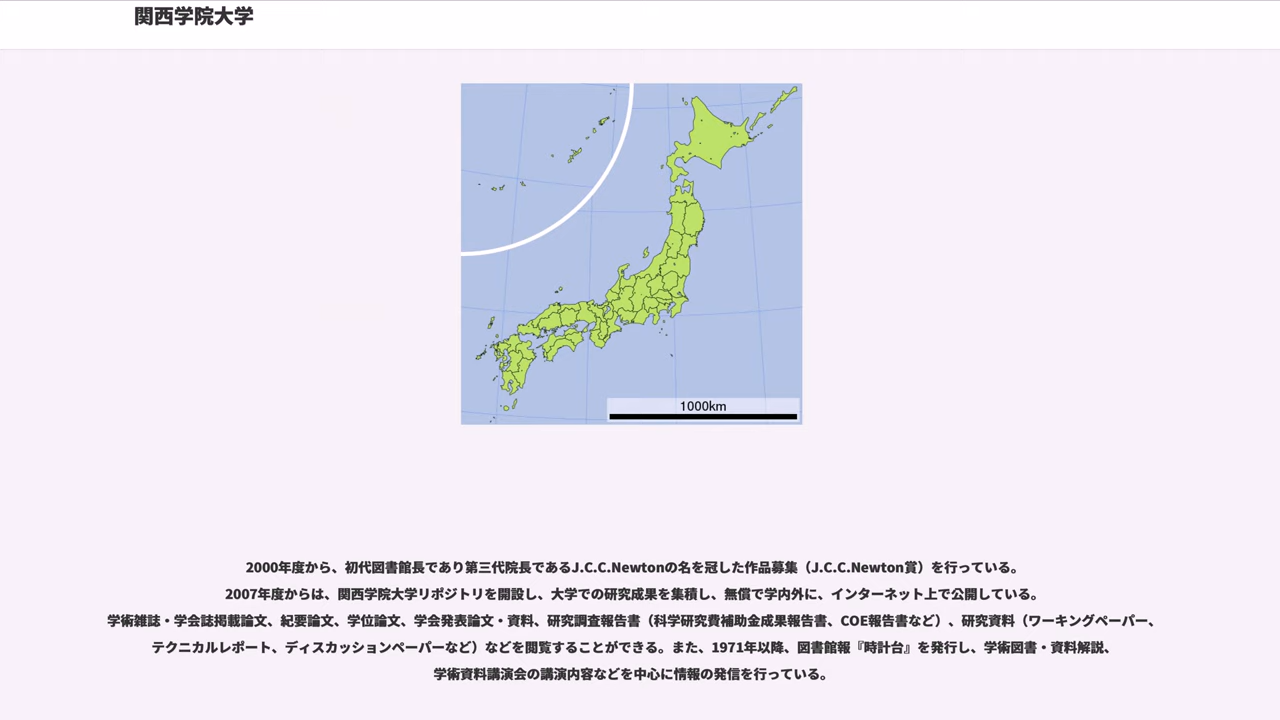 関西学院大学
1000km
2000年度から、初代図書館長であり第三代院長であるJ.C.C.Newtonの名を冠した作品募集（J.C.C.Newton賞）を行っている。
2007年度からは、関西学院大学リポジトリを開設し、大学での研究成果を集積し、無償で学内外に、インターネット上で公開している。
学術雑誌・学会誌掲載論文、紀要論文、学位論文、学会発表論文・資料、研究調査報告書（科学研究費補助金成果報告書、COE報告書など）、研究資料（ワーキングペーパー、
テクニカルレポート、ディスカッションペーパーなど）などを閲覧することができる。また、1971年以降、図書館報『時計台』を発行し、学術図書・資料解説、
学術資料講演会の講演内容などを中心に情報の発信を行っている。